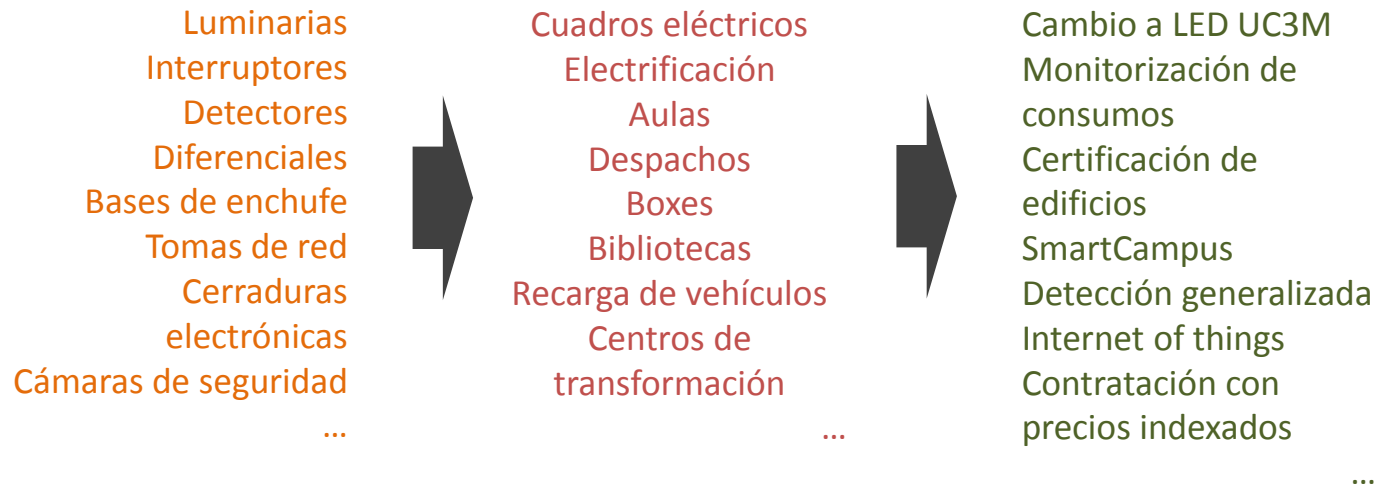 Luminarias
Interruptores
Detectores
Diferenciales
Bases de enchufe
Tomas de red
Cerraduras
electrónicas
Cámaras de seguridad
...
Cuadros eléctricos
Electrificación
Aulas
Despachos
Boxes
Bibliotecas
Recarga de vehículos
Centros de
transformación
...
Cambio a LED UC3M
Monitorización de
consumos
Certificación de
edificios
SmartCampus
Detección generalizada
Internet of things
Contratación con
precios indexados
...